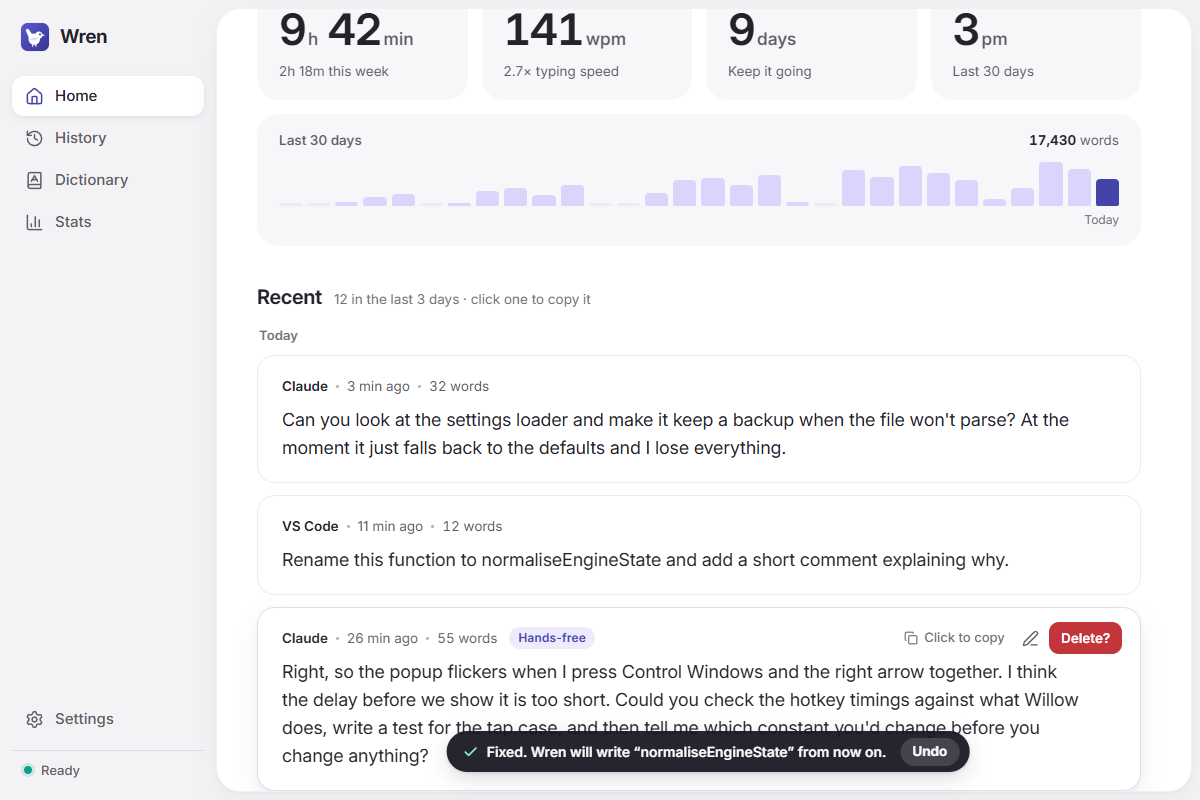 Wren
Home
History
Dictionary
Stats
Settings
Ready
9h 42min
2h 18m this week
141wpm
2.7× typing speed
9days
Keep it going
3pm
Last 30 days
Last 30 days
17,430 words
Today
Recent 12 in the last 3 days · click one to copy it
Today
Claude • 3 min ago • 32 words
Can you look at the settings loader and make it keep a backup when the file won't parse? At the
moment it just falls back to the defaults and I lose everything.
VS Code • 11 min ago • 12 words
Rename this function to normaliseEngineState and add a short comment explaining why.
Claude • 26 min ago • 55 words Hands-free Click to copy Delete?
Right, so the popup flickers when I press Control Windows and the right arrow together. I think
the delay before we show it is too short. Could you check the hotkey timings against what Willow
does, write a test for the tap case, and then tell me which constant you'd change before you
change anything?
Fixed. Wren will write “normaliseEngineState” from now on. Undo